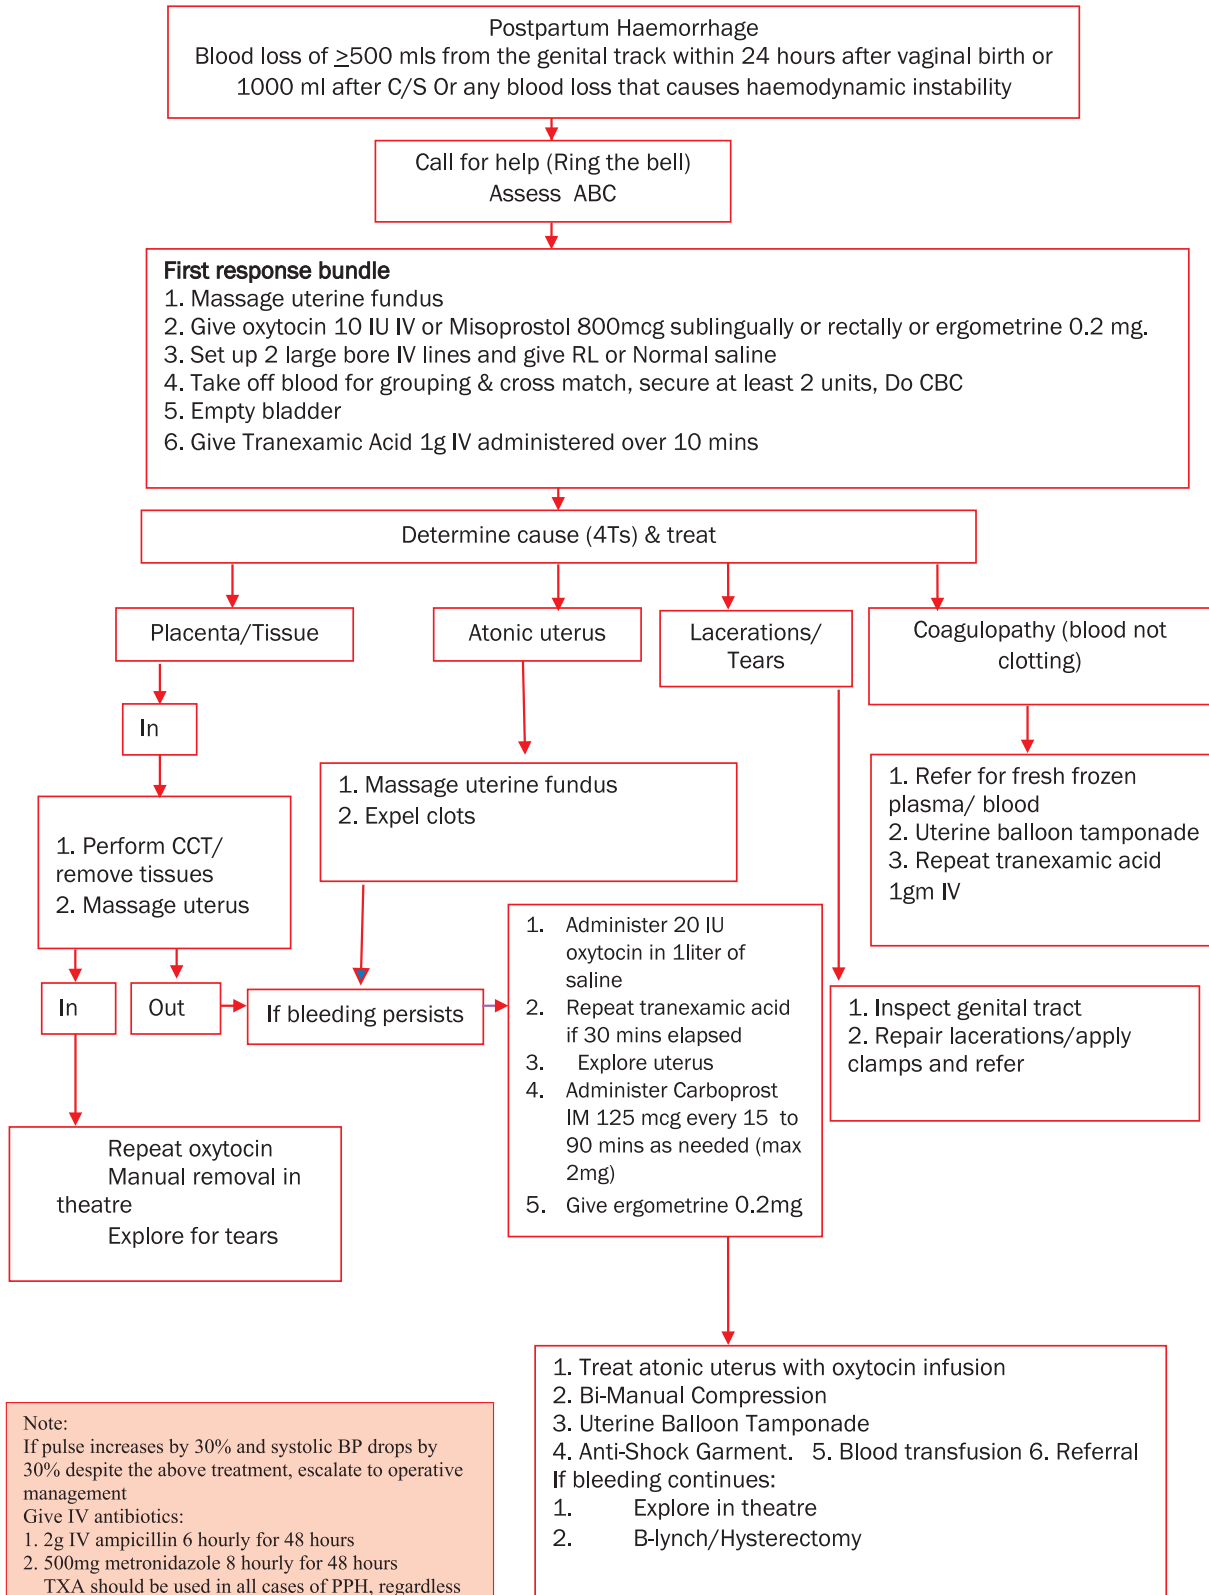 Postpartum Haemorrhage
Blood loss of >500 mls from the genital track within 24 hours after vaginal birth or
1000 ml after C/S Or any blood loss that causes haemodynamic instability
Call for help (Ring the bell)
Assess ABC
First response bundle
1. Massage uterine fundus
2. Give oxytocin 10 IU IV or Misoprostol 800mcg sublingually or rectally or ergometrine 0.2 mg.
3. Set up 2 large bore IV lines and give RL or Normal saline
4. Take off blood for grouping & cross match, secure at least 2 units, Do CBC
5. Empty bladder
6. Give Tranexamic Acid 1g IV administered over 10 mins
Determine cause (4Ts) & treat
Placenta/Tissue
Atonic uterus
Lacerations/
Tears
Coagulopathy (blood not
clotting)
In
1. Massage uterine fundus
2. Expel clots
1. Refer for fresh frozen
plasma/ blood
2. Uterine balloon tamponade
3. Repeat tranexamic acid
1gm IV
1. Perform CCT/
remove tissues
2. Massage uterus
In
Out
If bleeding persists
1. Administer 20 IU
oxytocin in 1liter of
saline
2. Repeat tranexamic acid
if 30 mins elapsed
3. Explore uterus
4. Administer Carboprost
IM 125 mcg every 15 to
90 mins as needed (max
2mg)
5. Give ergometrine 0.2mg
1. Inspect genital tract
2. Repair lacerations/apply
clamps and refer
Repeat oxytocin
Manual removal in
theatre
Explore for tears
1. Treat atonic uterus with oxytocin infusion
2. Bi-Manual Compression
3. Uterine Balloon Tamponade
4. Anti-Shock Garment. 5. Blood transfusion 6. Referral
If bleeding continues:
1. Explore in theatre
2. B-lynch/Hysterectomy
Note:
If pulse increases by 30% and systolic BP drops by
30% despite the above treatment, escalate to operative
management
Give IV antibiotics:
1. 2g IV ampicillin 6 hourly for 48 hours
2. 500mg metronidazole 8 hourly for 48 hours
TXA should be used in all cases of PPH, regardless